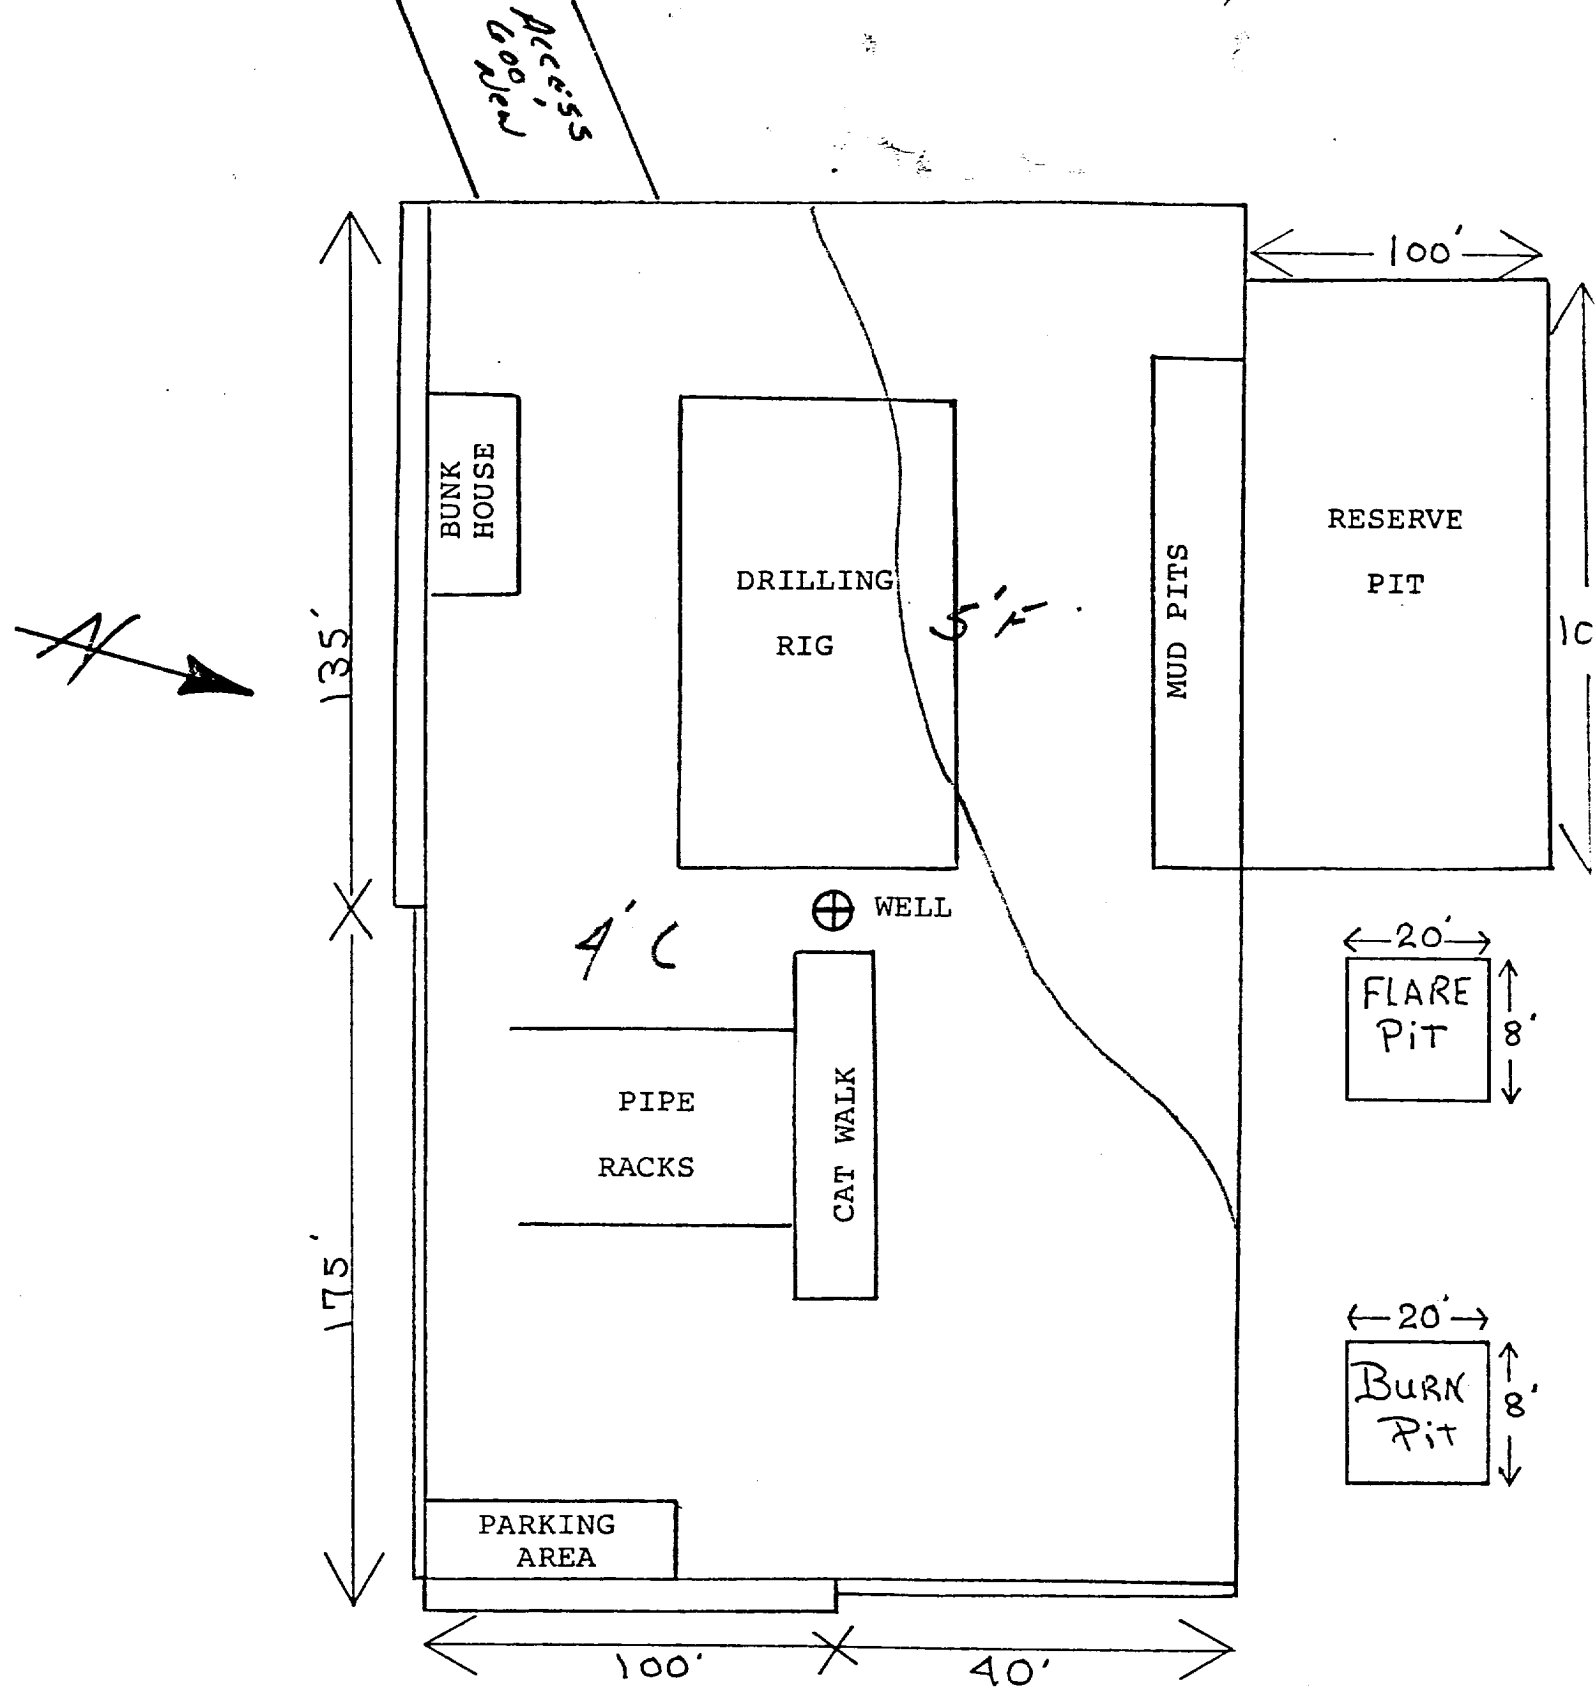 ACCESS
600'
New
100'
BUNK
HOUSE
RESERVE
PIT
MUD PITS
DRILLING
RIG
5'F
N
135'
WELL
4'C
20'
FLARE
PiT
8'
PIPE
RACKS
CAT WALK
175'
20'
BURN
Pit
8'
PARKING
AREA
100'
40'